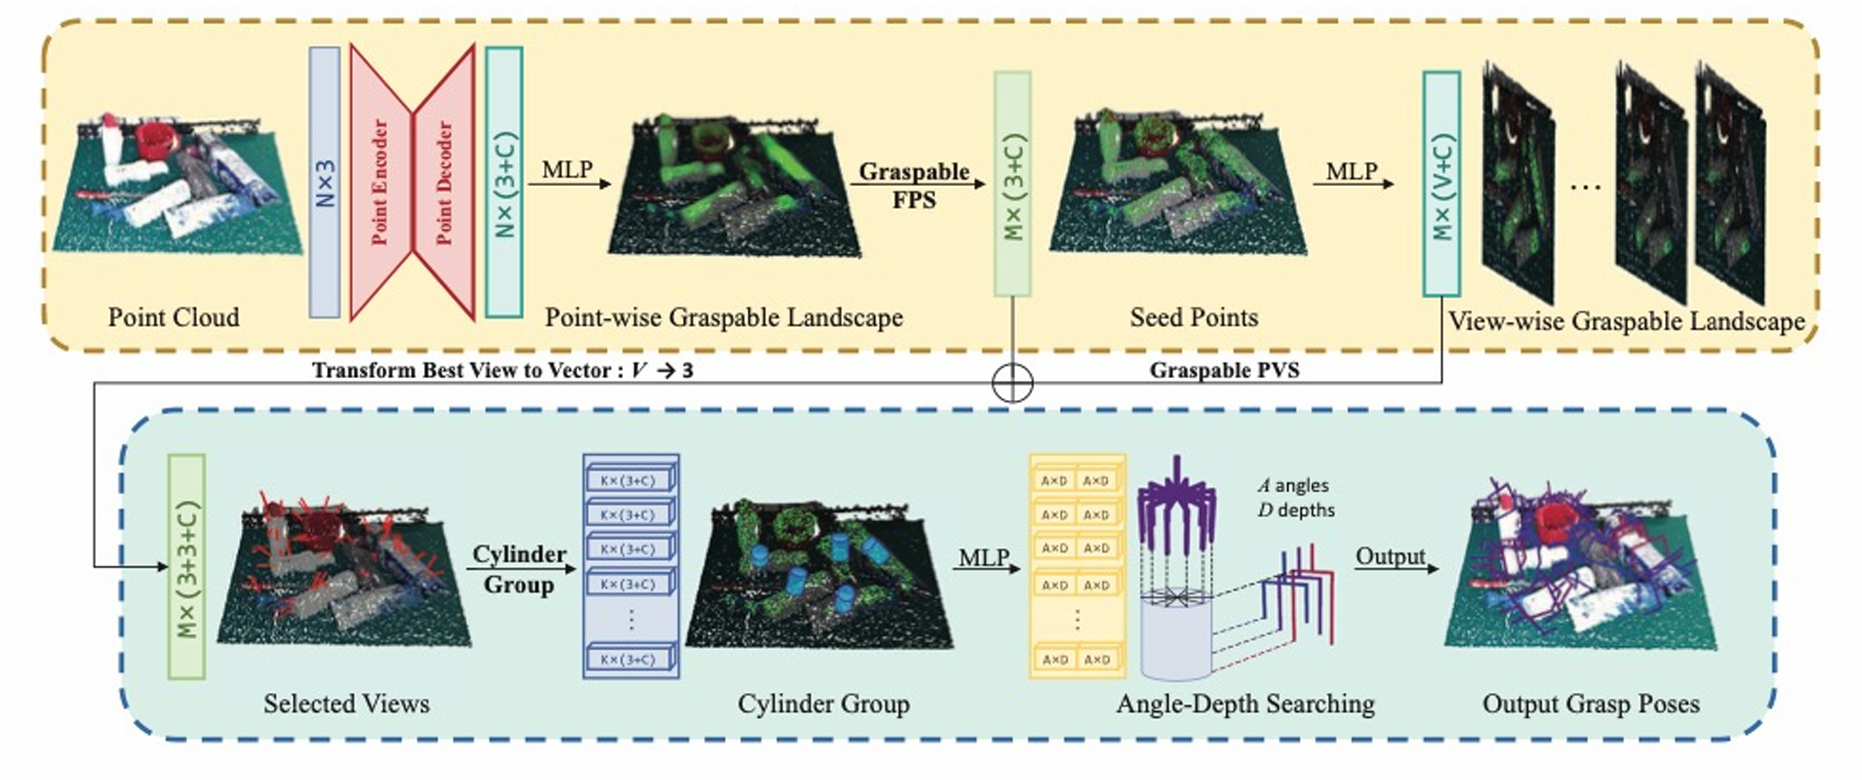 N×3
Point Encoder
Point Decoder
N×(3+C)
MLP
Graspable
FPS
M×(3+C)
MLP
M×(V+C)
...
Point Cloud
Point-wise Graspable Landscape
Seed Points
View-wise Graspable Landscape
Transform Best View to Vector : V → 3
Graspable PVS
M×(3+3+C)
Cylinder
Group
K×(3+C)
K×(3+C)
K×(3+C)
K×(3+C)
⋮
K×(3+C)
MLP
A×D A×D
A×D A×D
A×D A×D
A×D A×D
⋮
A×D A×D
A angles
D depths
Output
Selected Views
Cylinder Group
Angle-Depth Searching
Output Grasp Poses